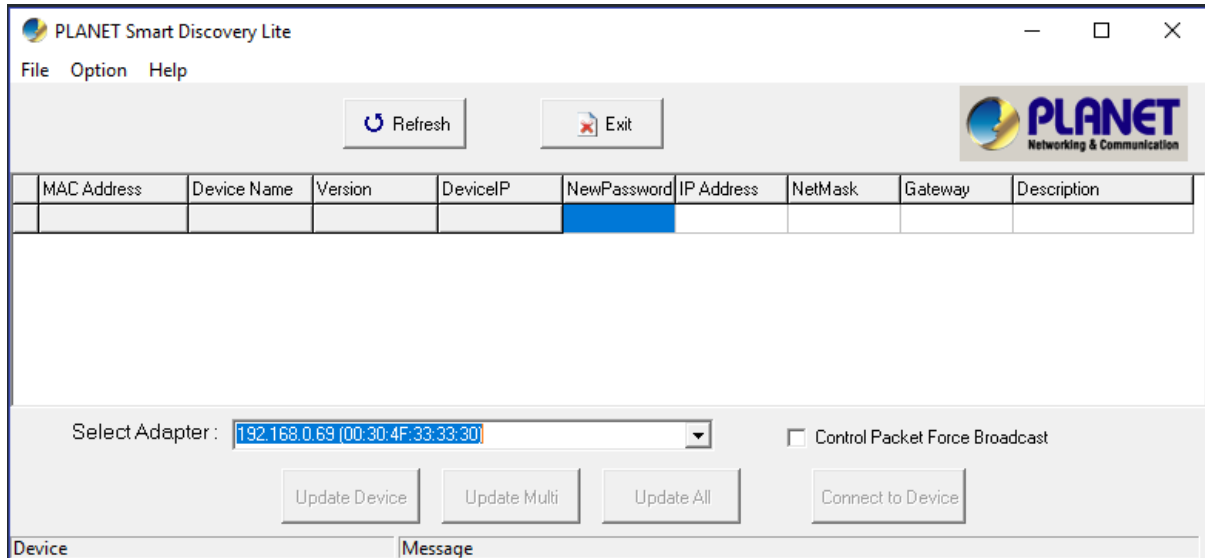 PLANET Smart Discovery Lite
File Option Help
Refresh Exit
PLANET
Networking & Communication
MAC Address Device Name Version DeviceIP NewPassword IP Address NetMask Gateway Description
Select Adapter : 192.168.0.69 (00:30:4F:33:33:30) Control Packet Force Broadcast
Update Device Update Multi Update All Connect to Device
Device Message